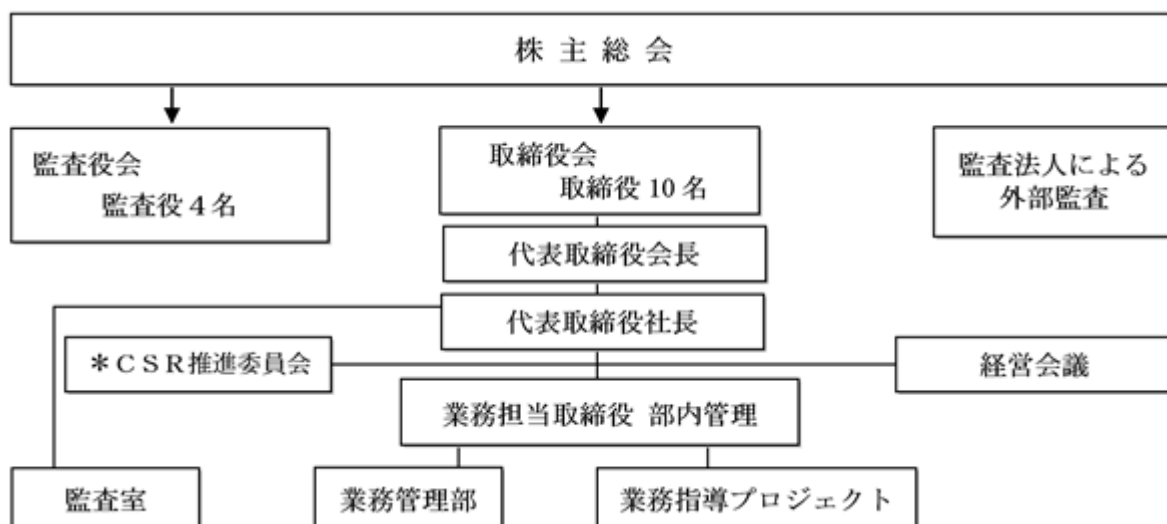 株主総会
監査役会
監査役4名
取締役会
取締役10名
監査法人による
外部監査
代表取締役会長
代表取締役社長
＊ＣＳＲ推進委員会
経営会議
業務担当取締役 部内管理
監査室
業務管理部
業務指導プロジェクト